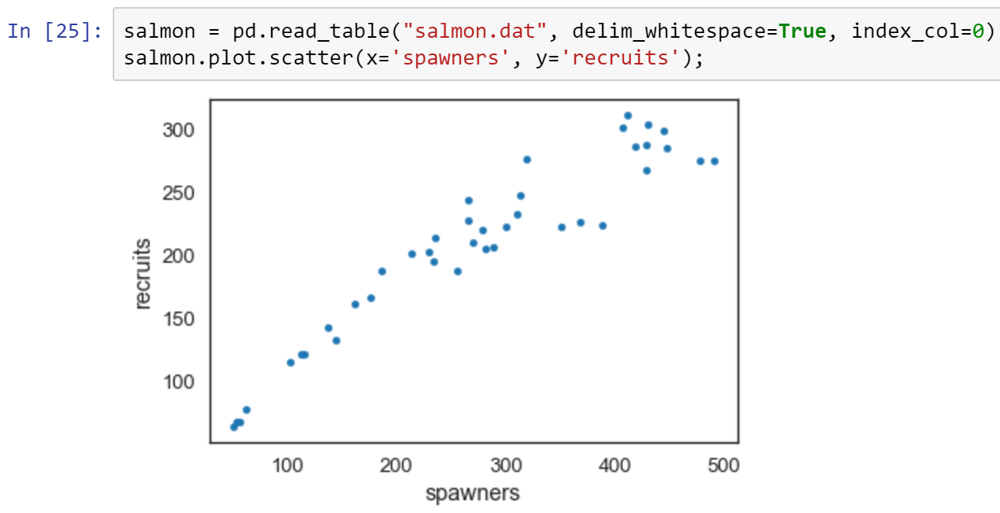 In [25]: salmon = pd.read_table("salmon.dat", delim_whitespace=True, index_col=0)
salmon.plot.scatter(x='spawners', y='recruits');
300
250
200
150
100
recruits
100 200 300 400 500
spawners